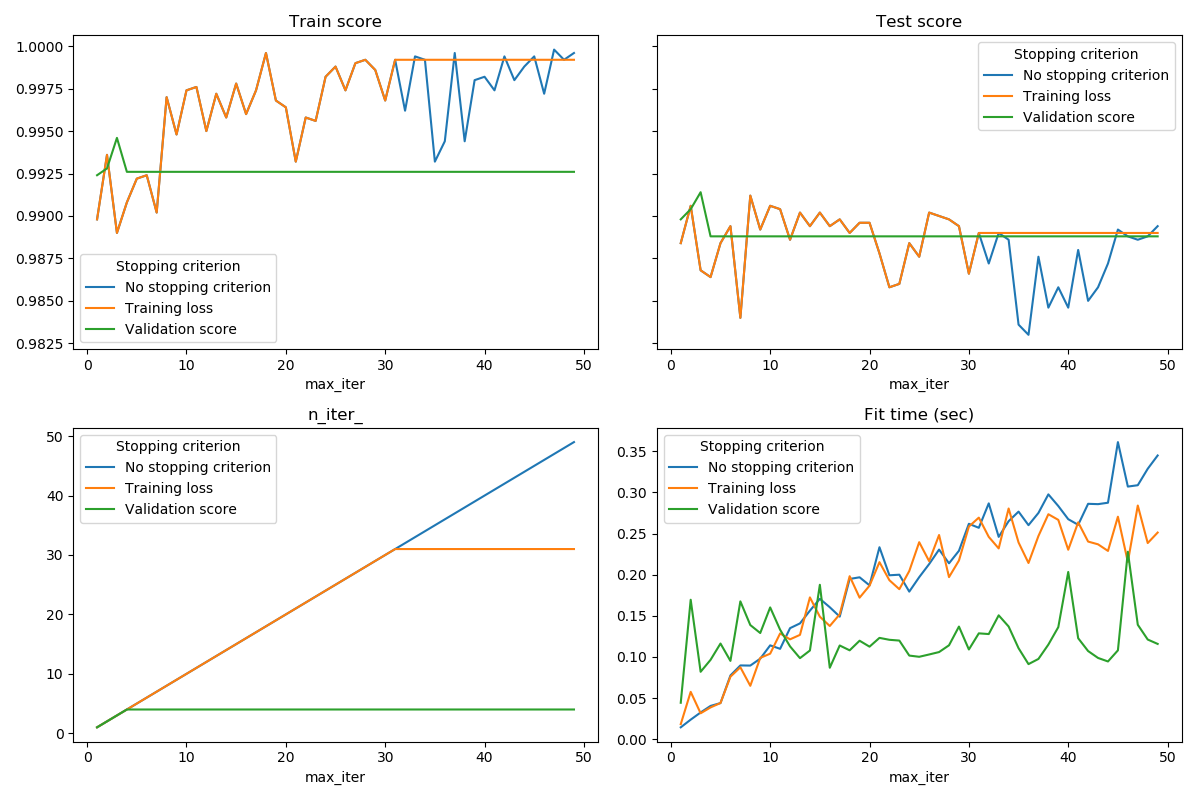 Train score
1.0000
0.9975
0.9950
0.9925
0.9900
0.9875
0.9850
0.9825
Stopping criterion
No stopping criterion
Training loss
Validation score
0 10 20 30 40 50
max_iter
Test score
Stopping criterion
No stopping criterion
Training loss
Validation score
0 10 20 30 40 50
max_iter
n_iter_
50
40
30
20
10
0
Stopping criterion
No stopping criterion
Training loss
Validation score
0 10 20 30 40 50
max_iter
Fit time (sec)
0.35
0.30
0.25
0.20
0.15
0.10
0.05
0.00
Stopping criterion
No stopping criterion
Training loss
Validation score
0 10 20 30 40 50
max_iter